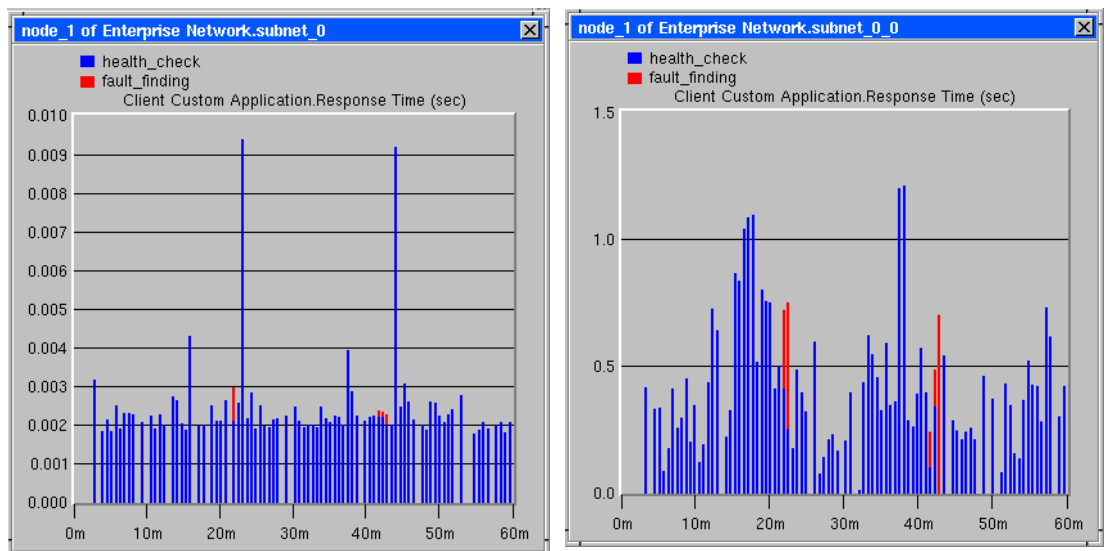 node_1 of Enterprise Network.subnet_0
health_check
fault_finding
Client Custom Application.Response Time (sec)
0.010
0.009
0.008
0.007
0.006
0.005
0.004
0.003
0.002
0.001
0.000
0m 10m 20m 30m 40m 50m 60m
node_1 of Enterprise Network.subnet_0_0
health_check
fault_finding
Client Custom Application.Response Time (sec)
1.5
1.0
0.5
0.0
0m 10m 20m 30m 40m 50m 60m